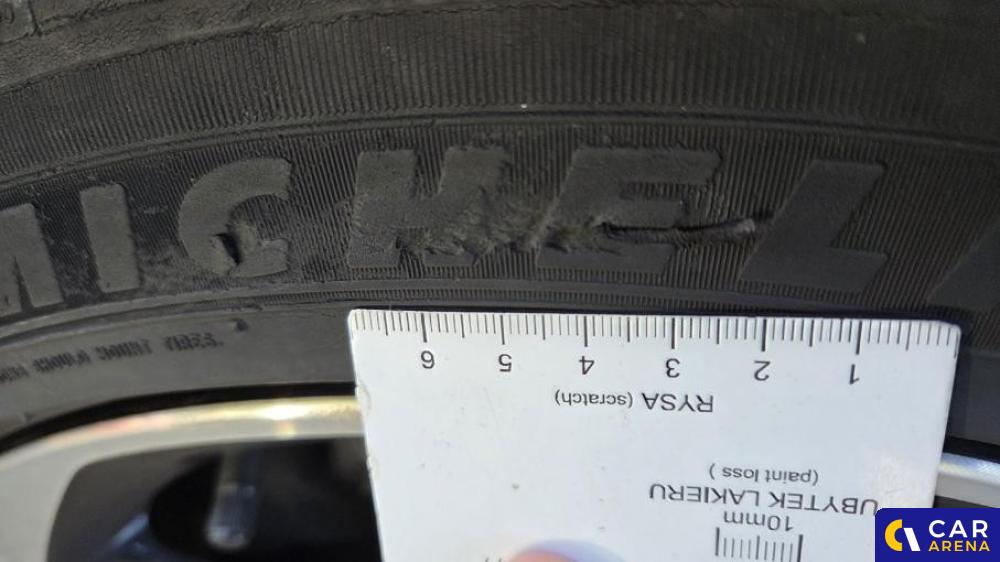 MICHEL
6 5 4 3 2 1
RYSA (scratch)
(paint loss )
UBYTEK LAKIERU
10mm
CAR
ARENA